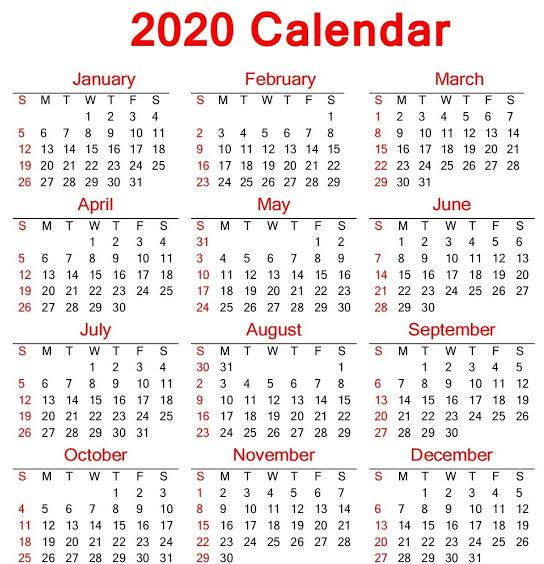 2020 Calendar
January
S M T W T F S
1 2 3 4
5 6 7 8 9 10 11
12 13 14 15 16 17 18
19 20 21 22 23 24 25
26 27 28 29 30 31
February
S M T W T F S
1
2 3 4 5 6 7 8
9 10 11 12 13 14 15
16 17 18 19 20 21 22
23 24 25 26 27 28 29
March
S M T W T F S
1 2 3 4 5 6 7
8 9 10 11 12 13 14
15 16 17 18 19 20 21
22 23 24 25 26 27 28
29 30 31
April
S M T W T F S
1 2 3 4
5 6 7 8 9 10 11
12 13 14 15 16 17 18
19 20 21 22 23 24 25
26 27 28 29 30
May
S M T W T F S
31 1 2
3 4 5 6 7 8 9
10 11 12 13 14 15 16
17 18 19 20 21 22 23
24 25 26 27 28 29 30
June
S M T W T F S
1 2 3 4 5 6
7 8 9 10 11 12 13
14 15 16 17 18 19 20
21 22 23 24 25 26 27
28 29 30
July
S M T W T F S
1 2 3 4
5 6 7 8 9 10 11
12 13 14 15 16 17 18
19 20 21 22 23 24 25
26 27 28 29 30 31
August
S M T W T F S
30 31 1
2 3 4 5 6 7 8
9 10 11 12 13 14 15
16 17 18 19 20 21 22
23 24 25 26 27 28 29
September
S M T W T F S
1 2 3 4 5
6 7 8 9 10 11 12
13 14 15 16 17 18 19
20 21 22 23 24 25 26
27 28 29 30
October
S M T W T F S
1 2 3
4 5 6 7 8 9 10
11 12 13 14 15 16 17
18 19 20 21 22 23 24
25 26 27 28 29 30 31
November
S M T W T F S
1 2 3 4 5 6 7
8 9 10 11 12 13 14
15 16 17 18 19 20 21
22 23 24 25 26 27 28
29 30
December
S M T W T F S
1 2 3 4 5
6 7 8 9 10 11 12
13 14 15 16 17 18 19
20 21 22 23 24 25 26
27 28 29 30 31